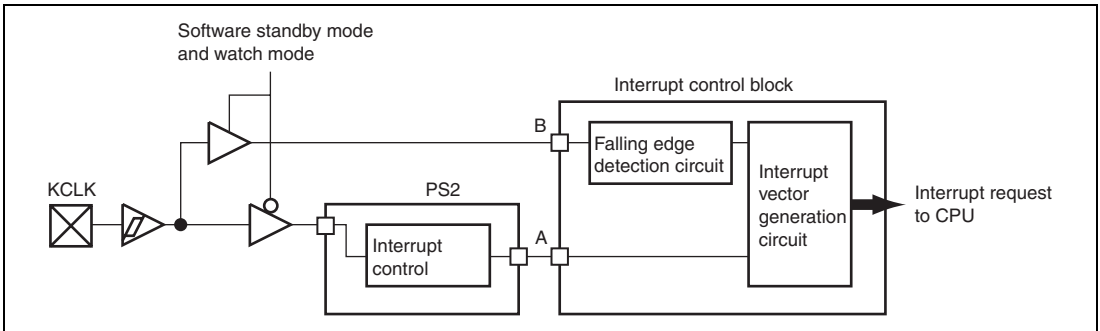 Software standby mode
and watch mode
Interrupt control block
B
Falling edge
detection circuit
KCLK
PS2
Interrupt
vector
generation
circuit
Interrupt request
to CPU
A
Interrupt
control